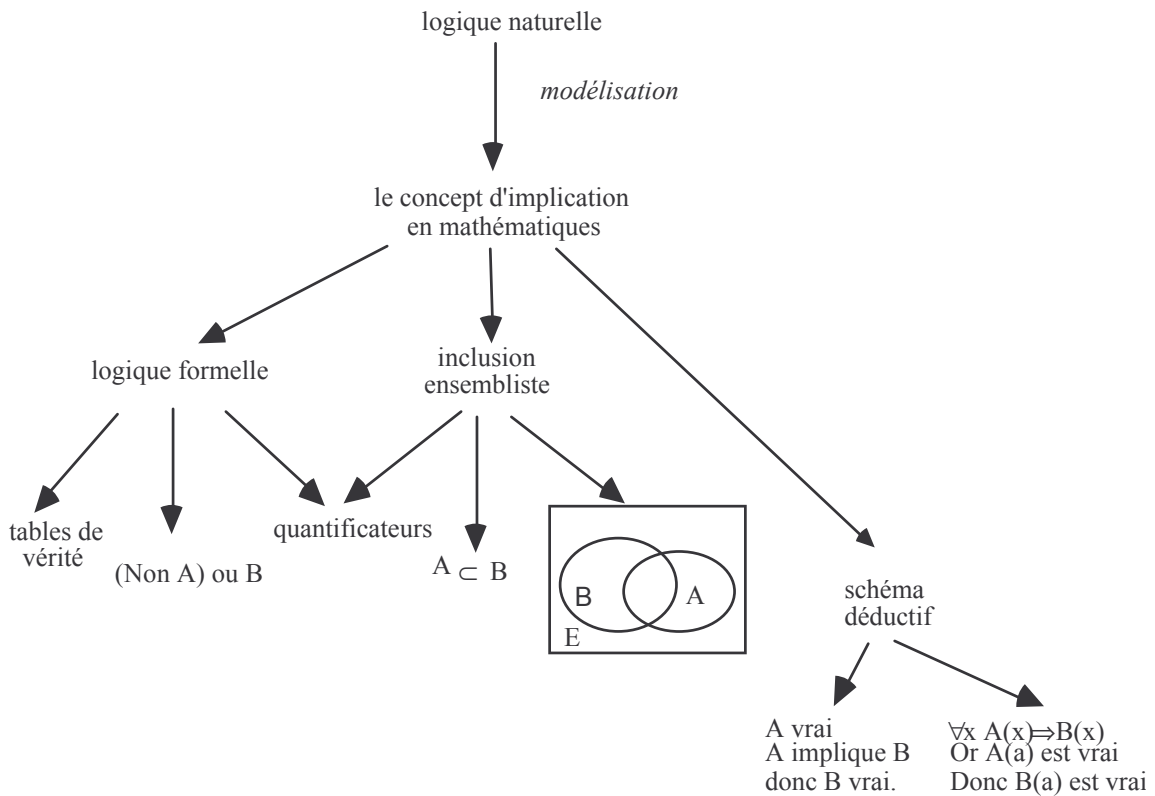 logique naturelle
modélisation
le concept d'implication
en mathématiques
logique formelle
inclusion
ensembliste
tables de
vérité
(Non A) ou B
quantificateurs
A ⊂ B
B
A
E
schéma
déductif
A vrai
A implique B
donc B vrai.
∀x A(x)⇒B(x)
Or A(a) est vrai
Donc B(a) est vrai